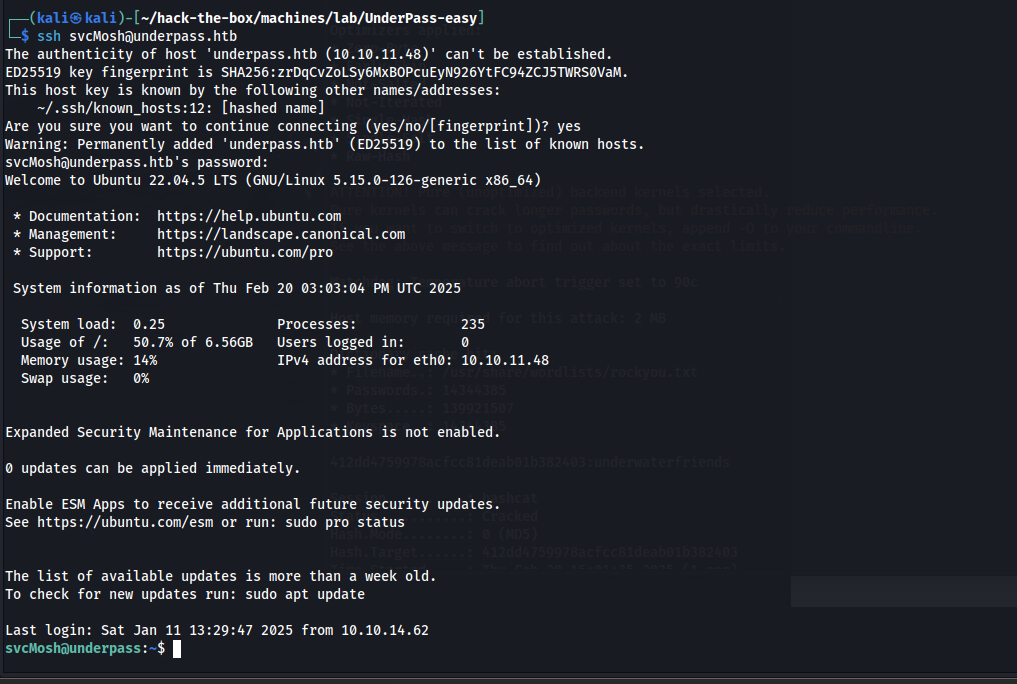 ┌──(kali㉿kali)-[~/hack-the-box/machines/lab/UnderPass-easy]
└─$ ssh svcMosh@underpass.htb
The authenticity of host 'underpass.htb (10.10.11.48)' can't be established.
ED25519 key fingerprint is SHA256:zrDqCvZoLSy6MxBOPcuEyN926YtFC94ZCJ5TWRS0VaM.
This host key is known by the following other names/addresses:
    ~/.ssh/known_hosts:12: [hashed name]
Are you sure you want to continue connecting (yes/no/[fingerprint])? yes
Warning: Permanently added 'underpass.htb' (ED25519) to the list of known hosts.
svcMosh@underpass.htb's password:
Welcome to Ubuntu 22.04.5 LTS (GNU/Linux 5.15.0-126-generic x86_64)
 * Documentation:  https://help.ubuntu.com
 * Management:     https://landscape.canonical.com
 * Support:        https://ubuntu.com/pro
 System information as of Thu Feb 20 03:03:04 PM UTC 2025
  System load:  0.25              Processes:             235
  Usage of /:   50.7% of 6.56GB   Users logged in:       0
  Memory usage: 14%               IPv4 address for eth0: 10.10.11.48
  Swap usage:   0%
Expanded Security Maintenance for Applications is not enabled.
0 updates can be applied immediately.
Enable ESM Apps to receive additional future security updates.
See https://ubuntu.com/esm or run: sudo pro status
The list of available updates is more than a week old.
To check for new updates run: sudo apt update
Last login: Sat Jan 11 13:29:47 2025 from 10.10.14.62
svcMosh@underpass:~$